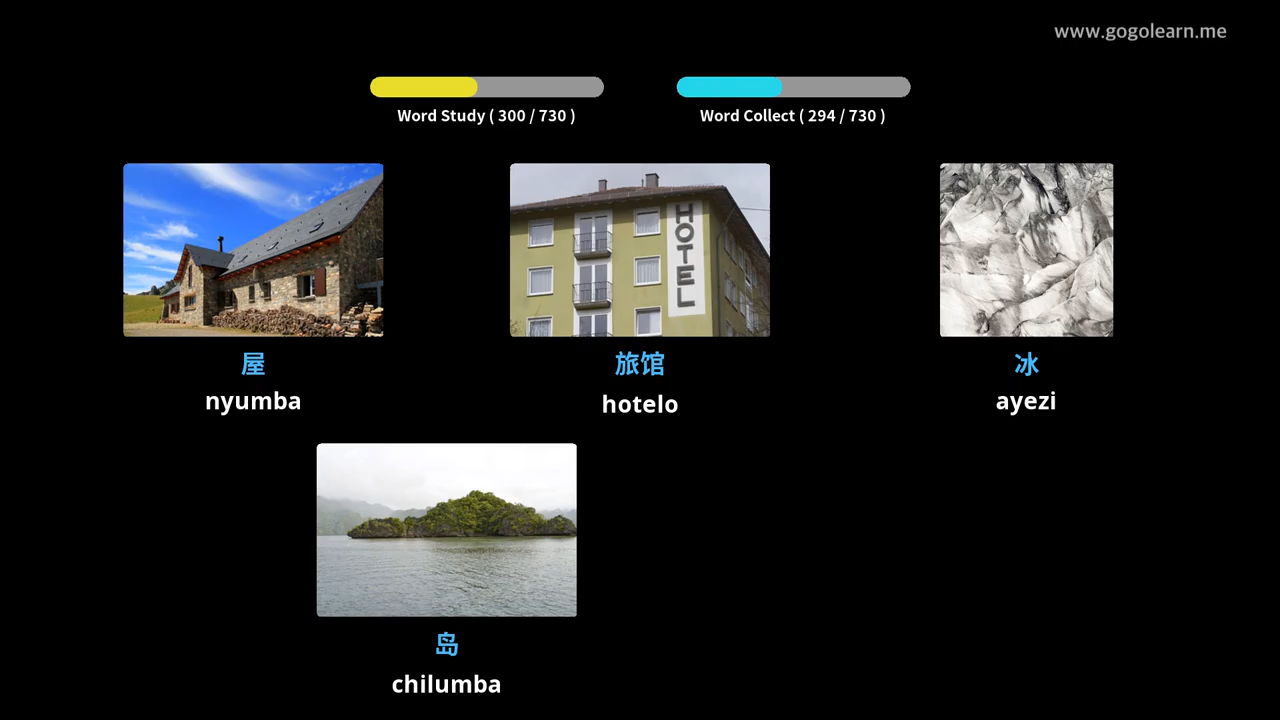 www.gogolearn.me
Word Study ( 300 / 730 )
Word Collect ( 294 / 730 )
HOTEL
屋
旅馆
冰
nyumba
hotelo
ayezi
岛
chilumba